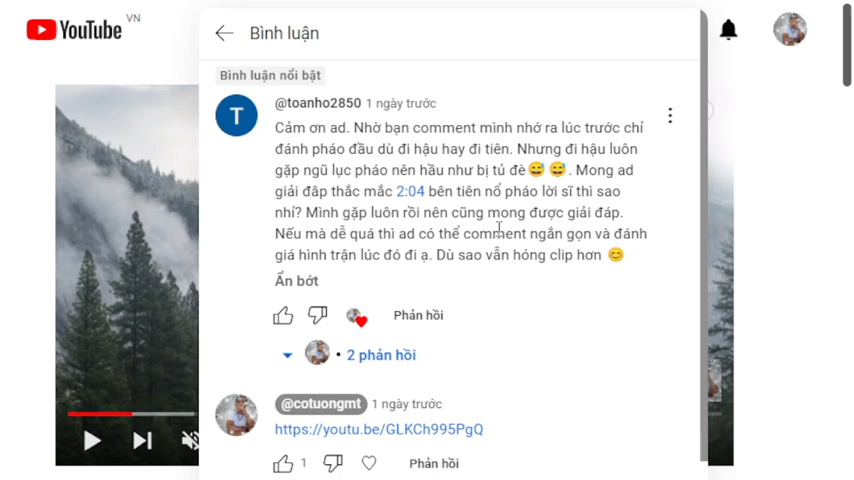 YouTube VN
Bình luận
Bình luận nổi bật
@toanho2850 1 ngày trước
T
Cảm ơn ad. Nhờ bạn comment mình nhớ ra lúc trước chỉ
đánh pháo đầu dù đi hậu hay đi tiên. Nhưng đi hậu luôn
gặp ngũ lục pháo nên hầu như bị tủ đè😅 😅. Mong ad
giải đâp thắc mắc 2:04 bên tiên nổ pháo lời sĩ thì sao
nhỉ? Mình gặp luôn rồi nên cũng mong được giải đáp.
Nếu mà dễ quá thì ad có thể comment ngắn gọn và đánh
giá hình trận lúc đó đi ạ. Dù sao vẫn hóng clip hơn 😊
Ẩn bớt
Phản hồi
• 2 phản hồi
@cotuongmt 1 ngày trước
https://youtu.be/GLKCh995PgQ
1 Phản hồi